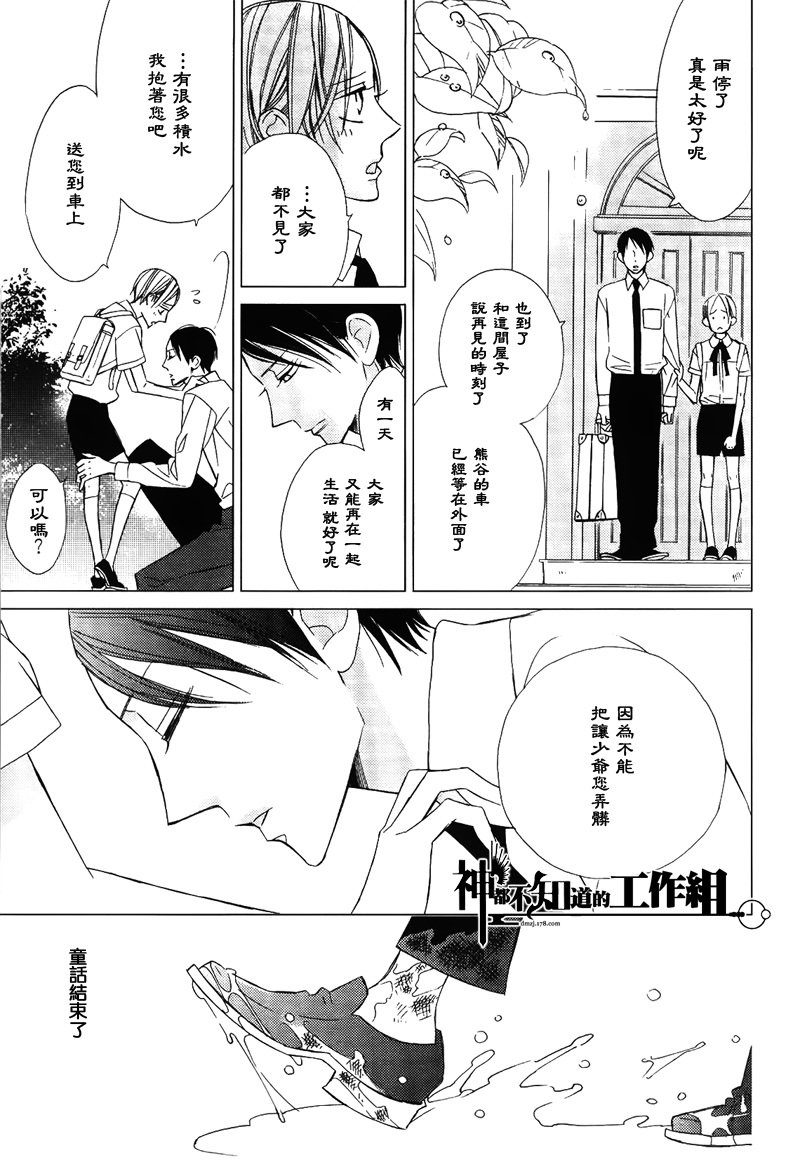 雨停了
真是太好了呢
也到了
和這間屋子
說再見的時刻了
熊谷的車
已經等在外面了
…大家
都不見了
有一天
大家
又能再在一起
生活就好了呢
…有很多積水
我抱著您吧
送您到車上
可以嗎？
因為不能
把讓少爺您弄髒
神都不知道的工作組
dmzj.178.com
童話結束了